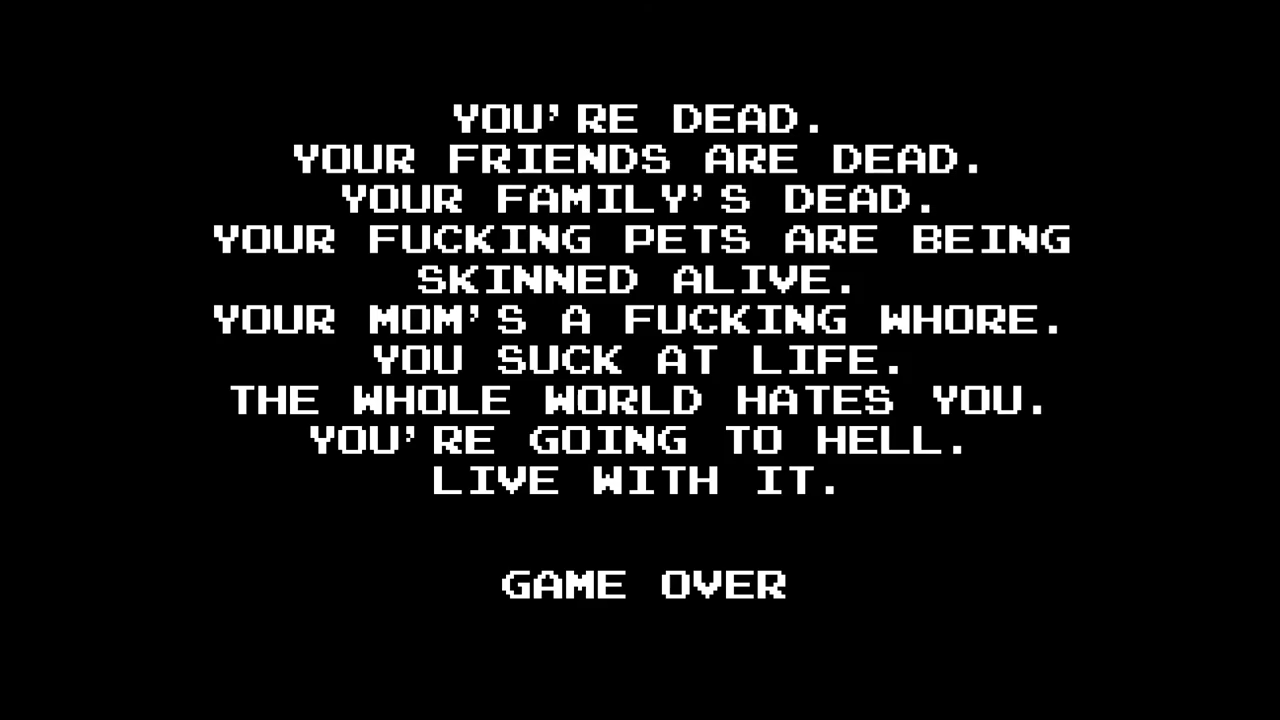 YOU'RE DEAD.
YOUR FRIENDS ARE DEAD.
YOUR FAMILY'S DEAD.
YOUR FUCKING PETS ARE BEING
SKINNED ALIVE.
YOUR MOM'S A FUCKING WHORE.
YOU SUCK AT LIFE.
THE WHOLE WORLD HATES YOU.
YOU'RE GOING TO HELL.
LIVE WITH IT.
GAME OVER